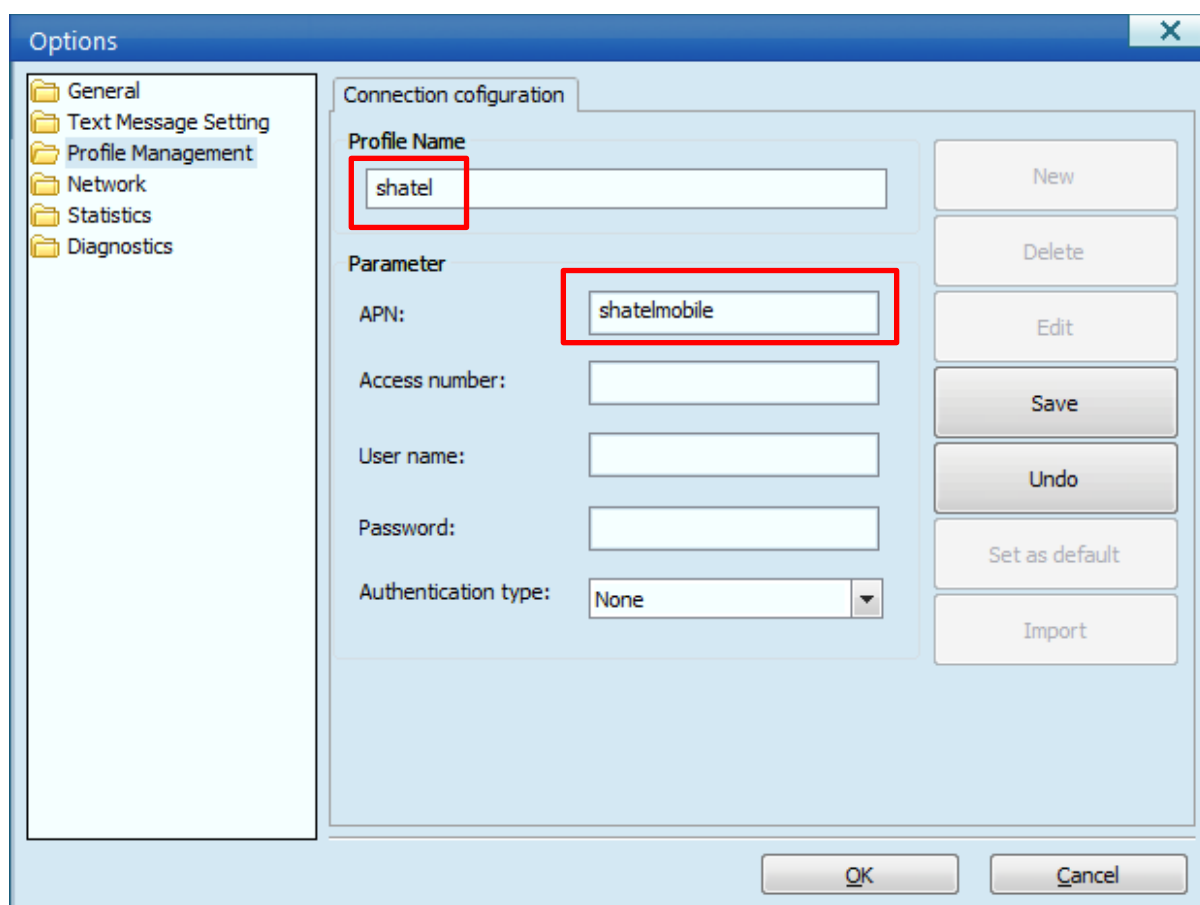 Options
General
Text Message Setting
Profile Management
Network
Statistics
Diagnostics
Connection cofiguration
Profile Name
shatel
Parameter
APN:
shatelmobile
Access number:
User name:
Password:
Authentication type:
None
New
Delete
Edit
Save
Undo
Set as default
Import
OK
Cancel